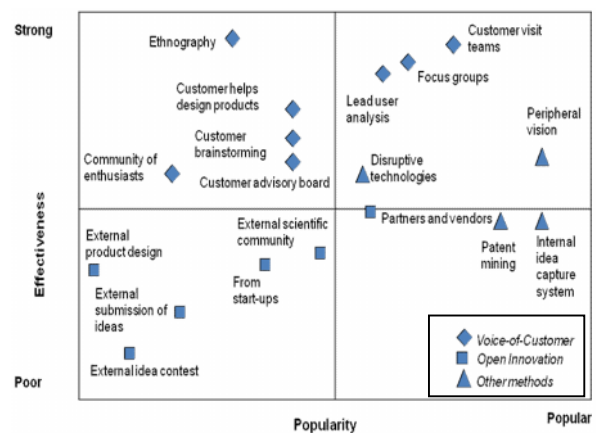 Strong
Effectiveness
Poor
Ethnography
Customer helps
design products
Customer
brainstorming
Community of
enthusiasts
Customer advisory board
Customer visit
teams
Focus groups
Lead user
analysis
Peripheral
vision
Disruptive
technologies
Partners and vendors
External scientific
community
External
product design
From
start-ups
External
submission of
ideas
External idea contest
Patent
mining
Internal
idea
capture
system
Voice-of-Customer
Open Innovation
Other methods
Popularity
Popular